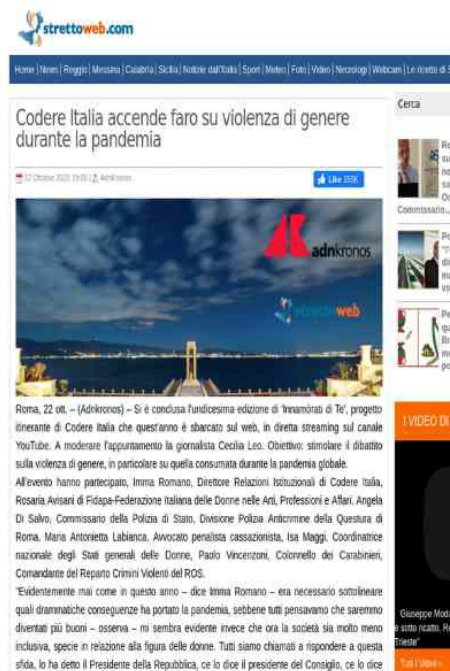 strettoweb.com
Home | News | Reggio | Messina | Calabria | Sicilia | Notizie dall'Italia | Sport | Meteo | Foto | Video | Necrologi | Webcam | Le ricette di S
Codere Italia accende faro su violenza di genere
durante la pandemia
Adnkronos
Like
adnkronos
strettoweb
Roma, 22 ott. – (Adnkronos) – Si è conclusa l'undicesima edizione di 'Innamòrati di Te', progetto
itinerante di Codere Italia che quest'anno è sbarcato sul web, in diretta streaming sul canale
YouTube. A moderare l'appuntamento la giornalista Cecilia Leo. Obiettivo: stimolare il dibattito
sulla violenza di genere, in particolare su quella consumata durante la pandemia globale.
All'evento hanno partecipato, Imma Romano, Direttore Relazioni Istituzionali di Codere Italia,
Rosaria Avisani di Fidapa-Federazione italiana delle Donne nelle Arti, Professioni e Affari, Angela
Di Salvo, Commissario della Polizia di Stato, Divisione Polizia Anticrimine della Questura di
Roma, Maria Antonietta Labianca, Avvocato penalista cassazionista, Isa Maggi, Coordinatrice
nazionale degli Stati generali delle Donne, Paolo Vincenzoni, Colonnello dei Carabinieri,
Comandante del Reparto Crimini Violenti del ROS.
"Evidentemente mai come in questo anno – dice Imma Romano – era necessario sottolineare
quali drammatiche conseguenze ha portato la pandemia, sebbene tutti pensavamo che saremmo
diventati più buoni – osserva – mi sembra evidente invece che ora la società sia molto meno
inclusiva, specie in relazione alla figura delle donne. Tutti siamo chiamati a rispondere a questa
sfida, lo ha detto il Presidente della Repubblica, ce lo dice il presidente del Consiglio, ce lo dice
Cerca
Commissario...
I VIDEO DI
Giuseppe Moda
è sotto ricatto, Re
Trieste"
Tutti i Video »